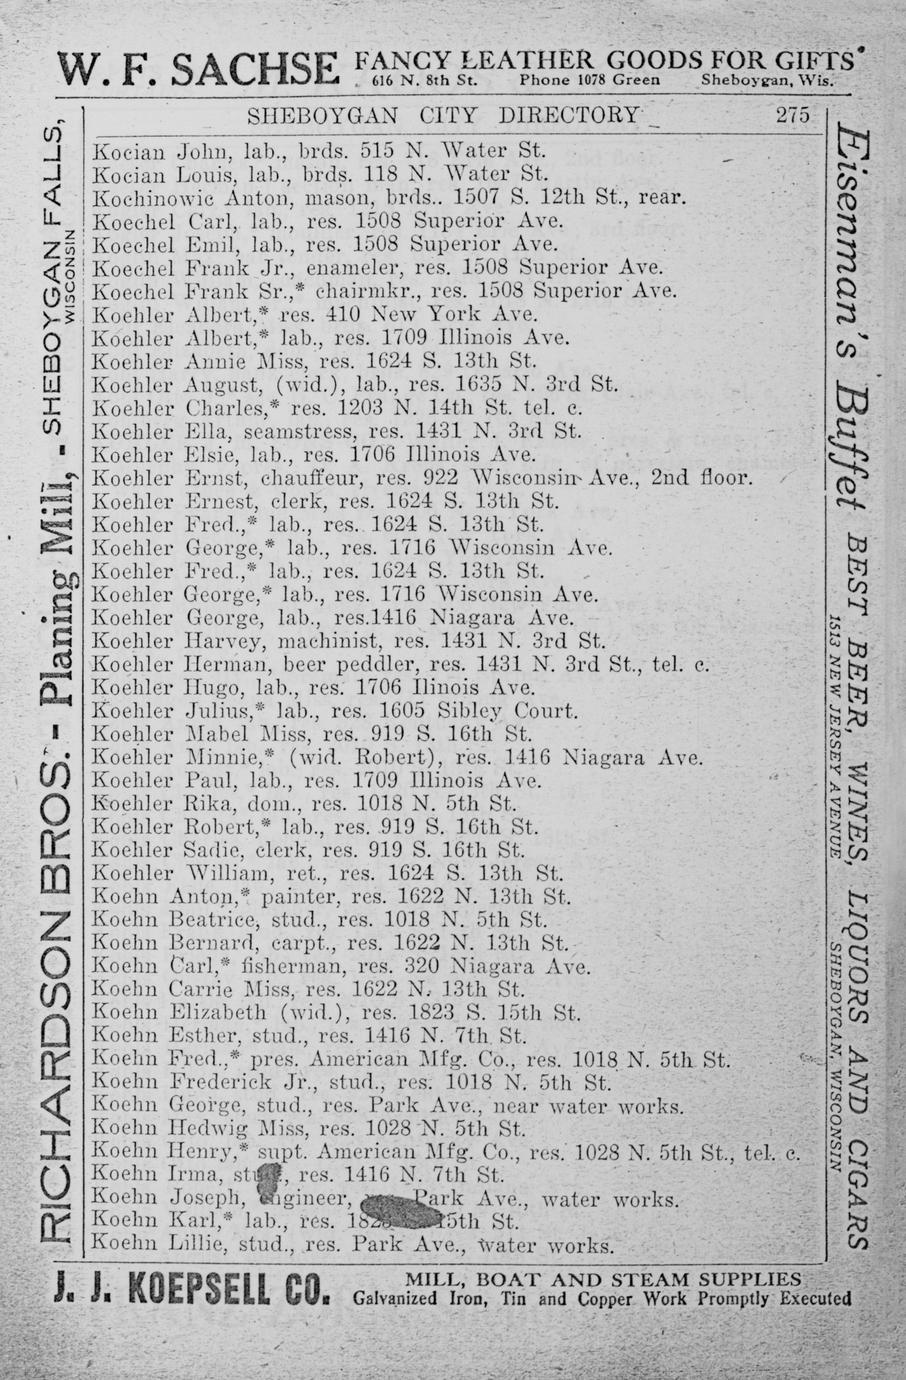 W. F. SACHSE FANCY LEATHER GOODS FOR GIFTS
616 N. 8th St. Phone 1078 Green Sheboygan, Wis.
SHEBOYGAN CITY DIRECTORY 275
Kocian John, lab., brds. 515 N. Water St.
Kocian Louis, lab., brds. 118 N. Water St.
Kochinowic Anton, mason, brds.. 1507 S. 12th St., rear.
Koechel Carl, lab., res. 1508 Superior Ave.
Koechel Emil, lab., res. 1508 Superior Ave.
Koechel Frank Jr., enameler, res. 1508 Superior Ave.
Koechel Frank Sr.,* chairmkr., res. 1508 Superior Ave.
Koehler Albert,* res. 410 New York Ave.
Koehler Albert,* lab., res. 1709 Illinois Ave.
Koehler Annie Miss, res. 1624 S. 13th St.
Koehler August, (wid.), lab., res. 1635 N. 3rd St.
Koehler Charles,* res. 1203 N. 14th St. tel. c.
Koehler Ella, seamstress, res. 1431 N. 3rd St.
Koehler Elsie, lab., res. 1706 Illinois Ave.
Koehler Ernst, chauffeur, res. 922 Wisconsin Ave., 2nd floor.
Koehler Ernest, clerk, res. 1624 S. 13th St.
Koehler Fred.,* lab., res. 1624 S. 13th St.
Koehler George,* lab., res. 1716 Wisconsin Ave.
Koehler Fred.,* lab., res. 1624 S. 13th St.
Koehler George,* lab., res. 1716 Wisconsin Ave.
Koehler George, lab., res.1416 Niagara Ave.
Koehler Harvey, machinist, res. 1431 N. 3rd St.
Koehler Herman, beer peddler, res. 1431 N. 3rd St., tel. c.
Koehler Hugo, lab., res. 1706 Ilinois Ave.
Koehler Julius,* lab., res. 1605 Sibley Court.
Koehler Mabel Miss, res. 919 S. 16th St.
Koehler Minnie,* (wid. Robert), res. 1416 Niagara Ave.
Koehler Paul, lab., res. 1709 Illinois Ave.
Koehler Rika, dom., res. 1018 N. 5th St.
Koehler Robert,* lab., res. 919 S. 16th St.
Koehler Sadie, clerk, res. 919 S. 16th St.
Koehler William, ret., res. 1624 S. 13th St.
Koehn Anton,* painter, res. 1622 N. 13th St.
Koehn Beatrice, stud., res. 1018 N. 5th St.
Koehn Bernard, carpt., res. 1622 N. 13th St.
Koehn Carl,* fisherman, res. 320 Niagara Ave.
Koehn Carrie Miss, res. 1622 N. 13th St.
Koehn Elizabeth (wid.), res. 1823 S. 15th St.
Koehn Esther, stud., res. 1416 N. 7th St.
Koehn Fred.,* pres. American Mfg. Co., res. 1018 N. 5th St.
Koehn Frederick Jr., stud., res. 1018 N. 5th St.
Koehn George, stud., res. Park Ave., near water works.
Koehn Hedwig Miss, res. 1028 N. 5th St.
Koehn Henry,* supt. American Mfg. Co., res. 1028 N. 5th St., tel. c.
Koehn Irma, res. 1416 N. 7th St.
Koehn Joseph, engineer, Park Ave., water works.
Koehn Karl,* lab., res. St.
Koehn Lillie, stud., res. Park Ave., water works.
RICHARDSON BROS. - Planing Mill, - SHEBOYGAN FALLS,
WISCONSIN
Eisenman's Buffet BEST BEER, WINES, LIQUORS AND CIGARS
1513 NEW JERSEY AVENUE SHEBOYGAN, WISCONSIN
J. J. KOEPSELL CO. MILL, BOAT AND STEAM SUPPLIES
Galvanized Iron, Tin and Copper Work Promptly Executed